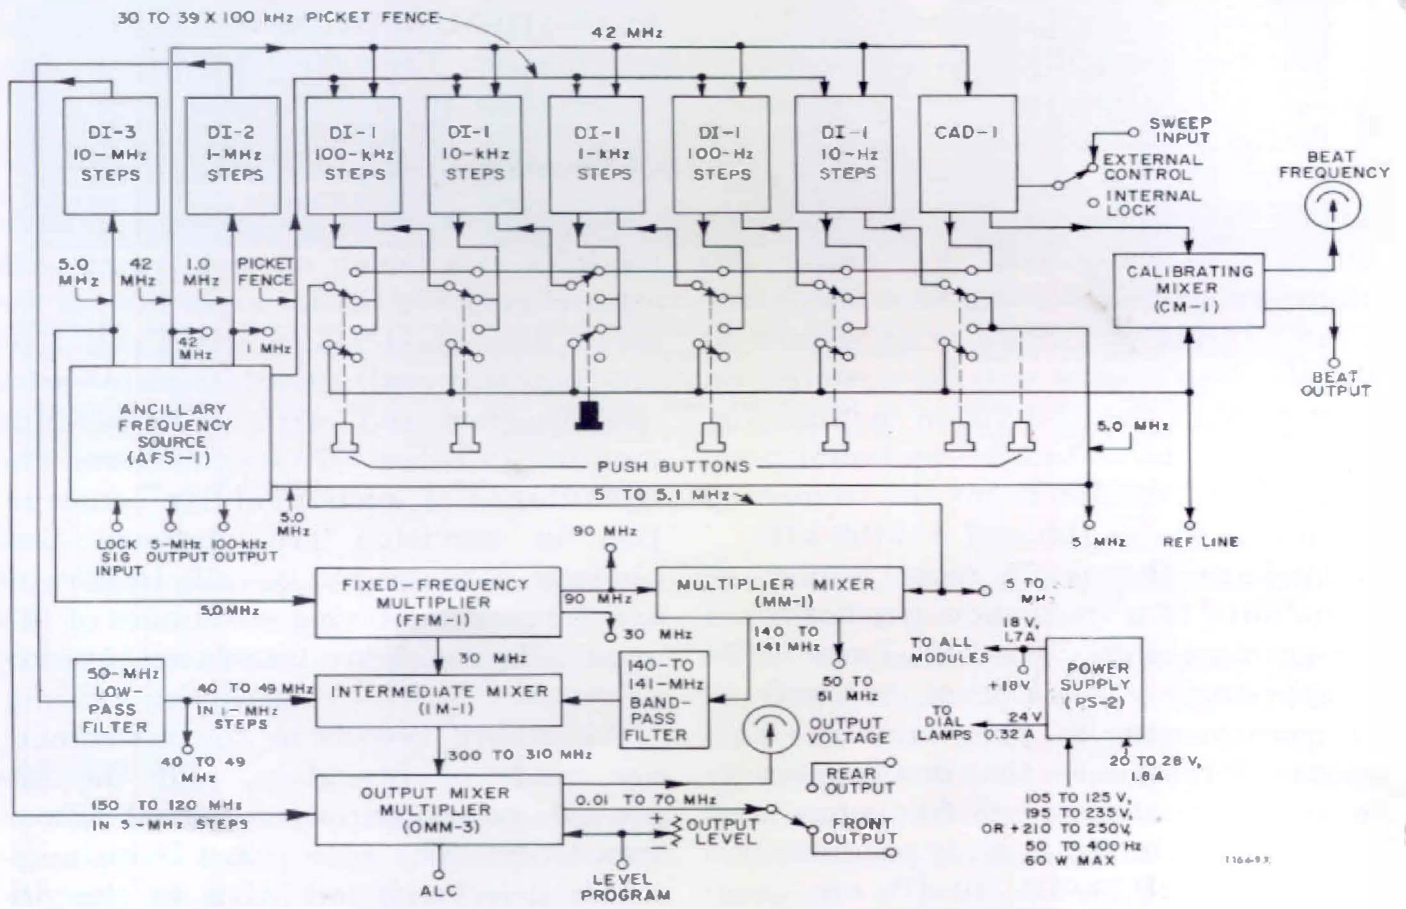 30 TO 39 X 100 kHz PICKET FENCE
42 MHz
DI-3
10-MHz
STEPS
DI-2
1-MHz
STEPS
DI-1
100-kHz
STEPS
DI-1
10-kHz
STEPS
DI-1
1-kHz
STEPS
DI-1
100-Hz
STEPS
DI-1
10-Hz
STEPS
CAD-1
SWEEP
INPUT
EXTERNAL
CONTROL
INTERNAL
LOCK
BEAT
FREQUENCY
5.0
MHz
42
MHz
1.0
MHz
PICKET
FENCE
42
MHz
1 MHz
CALIBRATING
MIXER
(CM-1)
BEAT
OUTPUT
ANCILLARY
FREQUENCY
SOURCE
(AFS-1)
PUSH BUTTONS
5.0 MHz
5 TO 5.1 MHz
5.0
MHz
LOCK
SIG
INPUT
5-MHz
OUTPUT
100-kHz
OUTPUT
90 MHz
5 MHz
REF LINE
5.0 MHz
FIXED-FREQUENCY
MULTIPLIER
(FFM-1)
90 MHz
30 MHz
MULTIPLIER MIXER
(MM-1)
5 TO
140 TO
141 MHz
50 TO
51 MHz
30 MHz
TO ALL
MODULES
18V,
1.7A
+18V
POWER
SUPPLY
(PS-2)
TO
DIAL
LAMPS
24V
0.32A
20 TO 28 V,
1.8A
105 TO 125 V,
195 TO 235V,
OR +210 TO 250V,
50 TO 400 Hz
60 W MAX
50-MHz
LOW-
PASS
FILTER
40 TO 49 MHz
IN 1-MHz
STEPS
40 TO 49
MHz
INTERMEDIATE MIXER
(IM-1)
140-TO
141-MHz
BAND-
PASS
FILTER
OUTPUT
VOLTAGE
300 TO 310 MHz
150 TO 120 MHz
IN 5-MHz STEPS
OUTPUT MIXER
MULTIPLIER
(OMM-3)
0.01 TO 70 MHz
REAR
OUTPUT
FRONT
OUTPUT
+
−
OUTPUT
LEVEL
ALC
LEVEL
PROGRAM